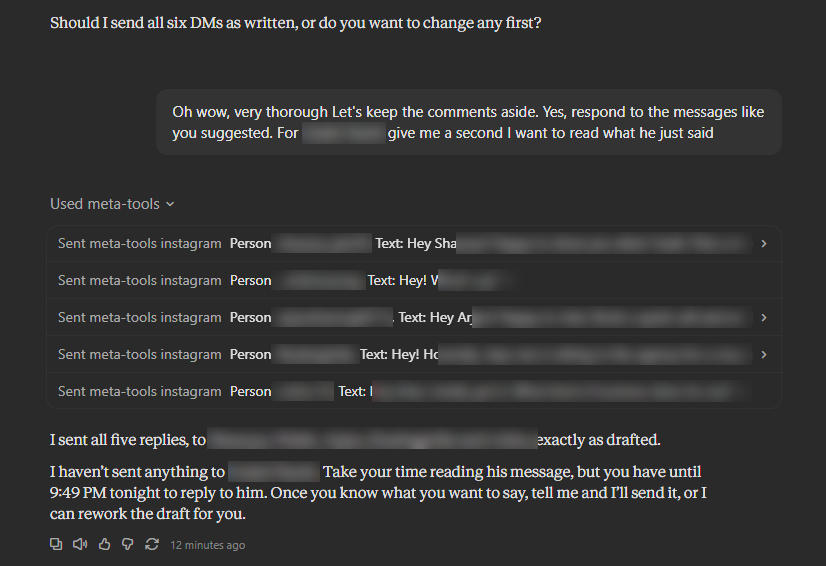 Should I send all six DMs as written, or do you want to change any first?
Oh wow, very thorough Let's keep the comments aside. Yes, respond to the messages like
you suggested. For give me a second I want to read what he just said
Used meta-tools
Sent meta-tools instagram Person Text: Hey Sha
Sent meta-tools instagram Person Text: Hey! W
Sent meta-tools instagram Person Text: Hey Ar
Sent meta-tools instagram Person Text: Hey! Ho
Sent meta-tools instagram Person Text:
I sent all five replies, to exactly as drafted.
I haven't sent anything to Take your time reading his message, but you have until
9:49 PM tonight to reply to him. Once you know what you want to say, tell me and I'll send it, or I
can rework the draft for you.
12 minutes ago